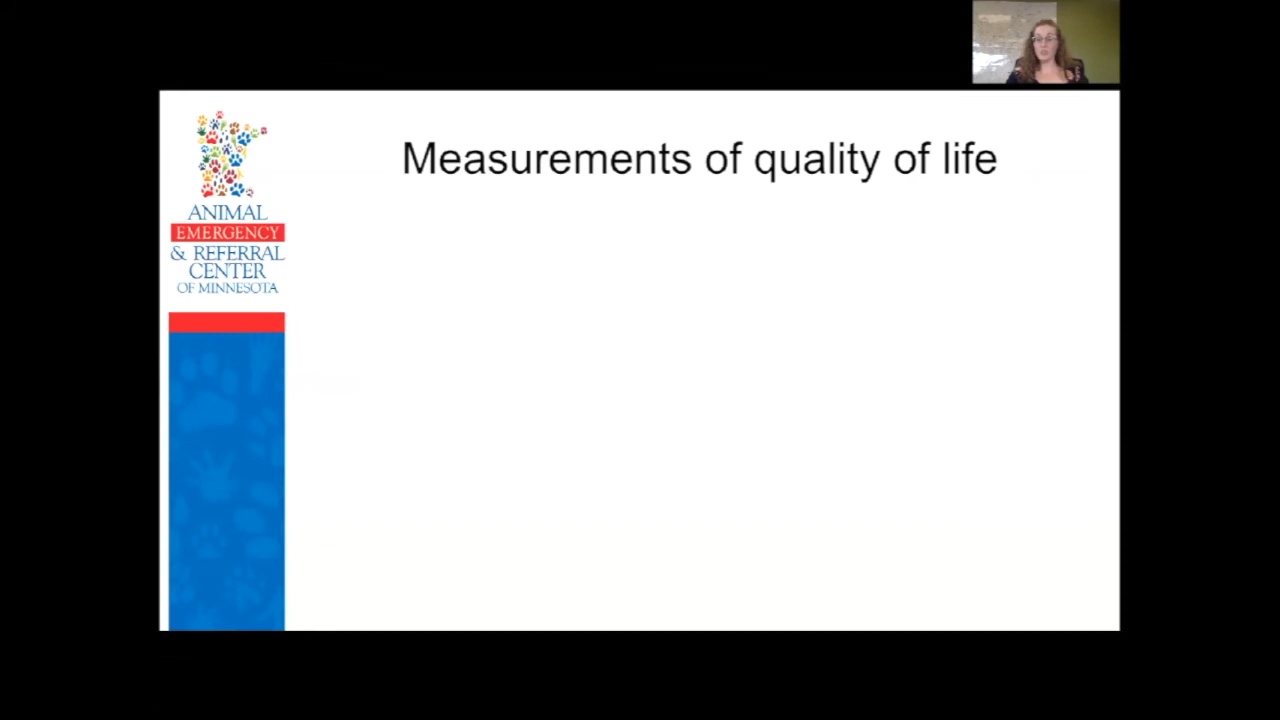 Measurements of quality of life
ANIMAL
EMERGENCY
& REFERRAL
CENTER
OF MINNESOTA